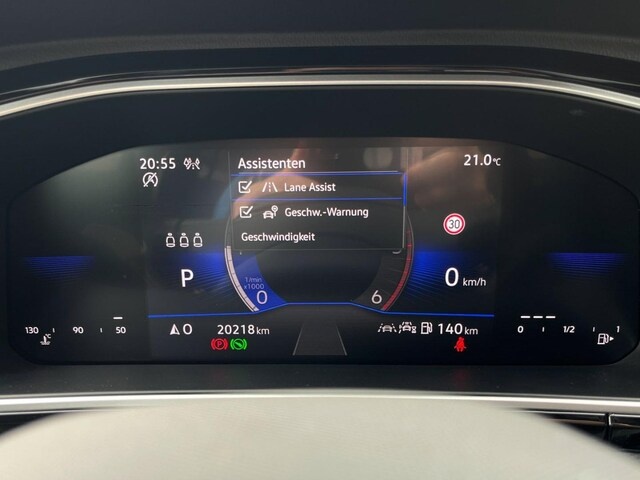 20:55
Assistenten
21.0°C
Lane Assist
Geschw.-Warnung
Geschwindigkeit
30
P
1/min
x1000
0
6
0 km/h
130 90 50
0
20218 km
140 km
0 1/2 1
P